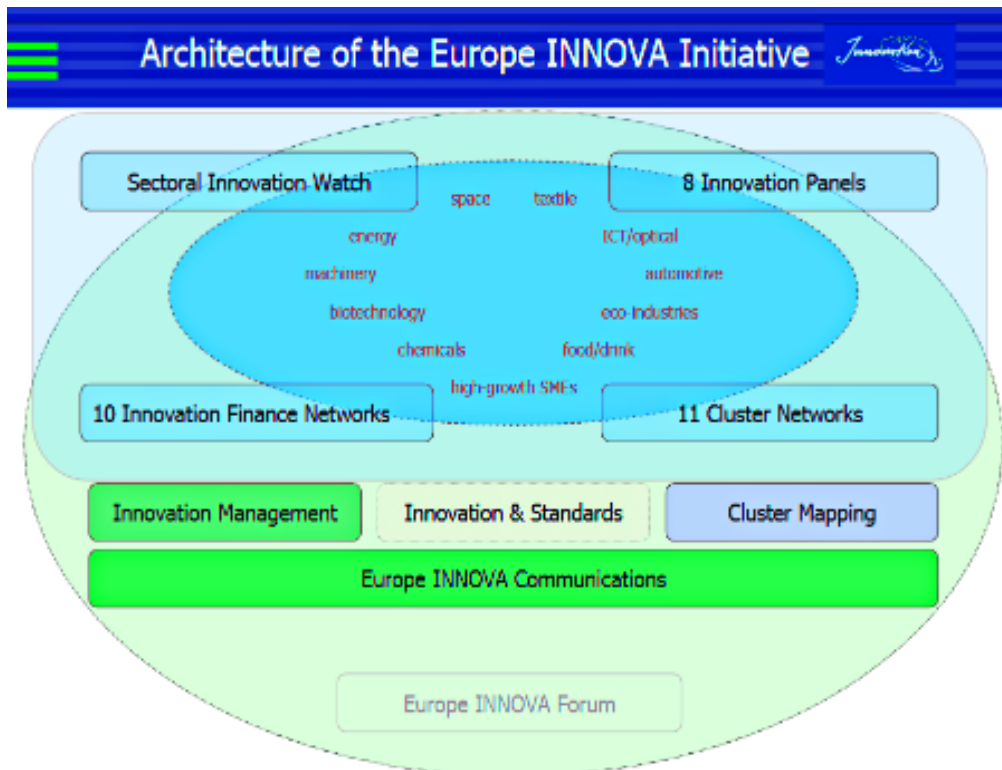 Architecture of the Europe INNOVA Initiative
Innovation
Sectoral Innovation Watch
8 Innovation Panels
space textile
energy ICT/optical
machinery automotive
biotechnology eco-industries
chemicals food/drink
high-growth SMEs
10 Innovation Finance Networks
11 Cluster Networks
Innovation Management
Innovation & Standards
Cluster Mapping
Europe INNOVA Communications
Europe INNOVA Forum